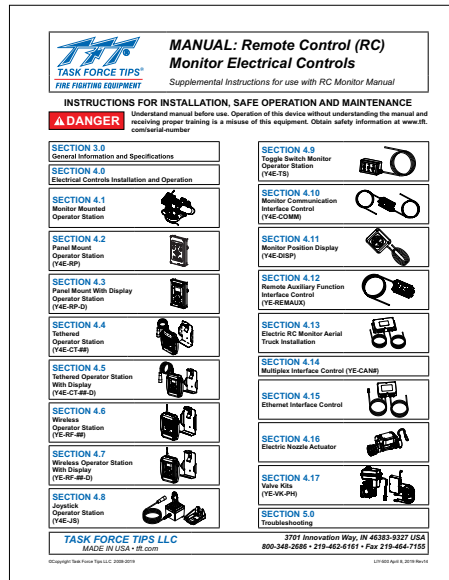 TFT
TASK FORCE TIPS®
FIRE FIGHTING EQUIPMENT
MANUAL: Remote Control (RC)
Monitor Electrical Controls
Supplemental Instructions for use with RC Monitor Manual
INSTRUCTIONS FOR INSTALLATION, SAFE OPERATION AND MAINTENANCE
DANGER
Understand manual before use. Operation of this device without understanding the manual and
receiving proper training is a misuse of this equipment. Obtain safety information at www.tft.
com/serial-number
SECTION 3.0
General Information and Specifications
SECTION 4.0
Electrical Controls Installation and Operation
SECTION 4.1
Monitor Mounted
Operator Station
SECTION 4.2
Panel Mount
Operator Station
(Y4E-RP)
SECTION 4.3
Panel Mount With Display
Operator Station
(Y4E-RP-D)
SECTION 4.4
Tethered
Operator Station
(Y4E-CT-##)
SECTION 4.5
Tethered Operator Station
With Display
(Y4E-CT-##-D)
SECTION 4.6
Wireless
Operator Station
(YE-RF-##)
SECTION 4.7
Wireless Operator Station
With Display
(YE-RF-##-D)
SECTION 4.8
Joystick
Operator Station
(Y4E-JS)
SECTION 4.9
Toggle Switch Monitor
Operator Station
(Y4E-TS)
SECTION 4.10
Monitor Communication
Interface Control
(Y4E-COMM)
SECTION 4.11
Monitor Position Display
(Y4E-DISP)
SECTION 4.12
Remote Auxiliary Function
Interface Control
(YE-REMAUX)
SECTION 4.13
Electric RC Monitor Aerial
Truck Installation
SECTION 4.14
Multiplex Interface Control (YE-CAN#)
SECTION 4.15
Ethernet Interface Control
SECTION 4.16
Electric Nozzle Actuator
SECTION 4.17
Valve Kits
(YE-VK-PH)
SECTION 5.0
Troubleshooting
TASK FORCE TIPS LLC
MADE IN USA • tft.com
3701 Innovation Way, IN 46383-9327 USA
800-348-2686 • 219-462-6161 • Fax 219-464-7155
©Copyright Task Force Tips LLC 2008-2019
LIY-500 April 8, 2019 Rev14